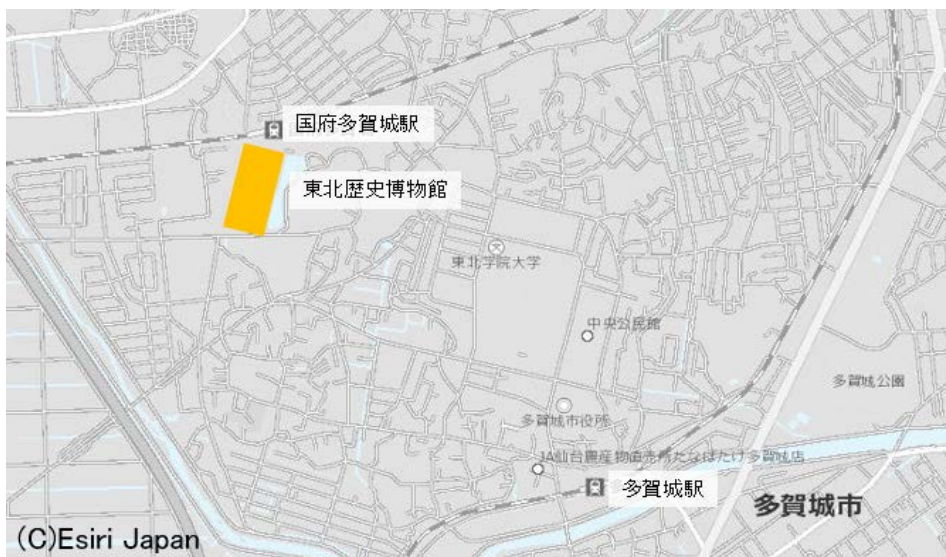 国府多賀城駅
東北歴史博物館
東北学院大学
中央公民館
多賀城公園
多賀城市役所
JA仙台農産物直売所たなばたけ多賀城店
多賀城駅
多賀城市
(C)Esiri Japan